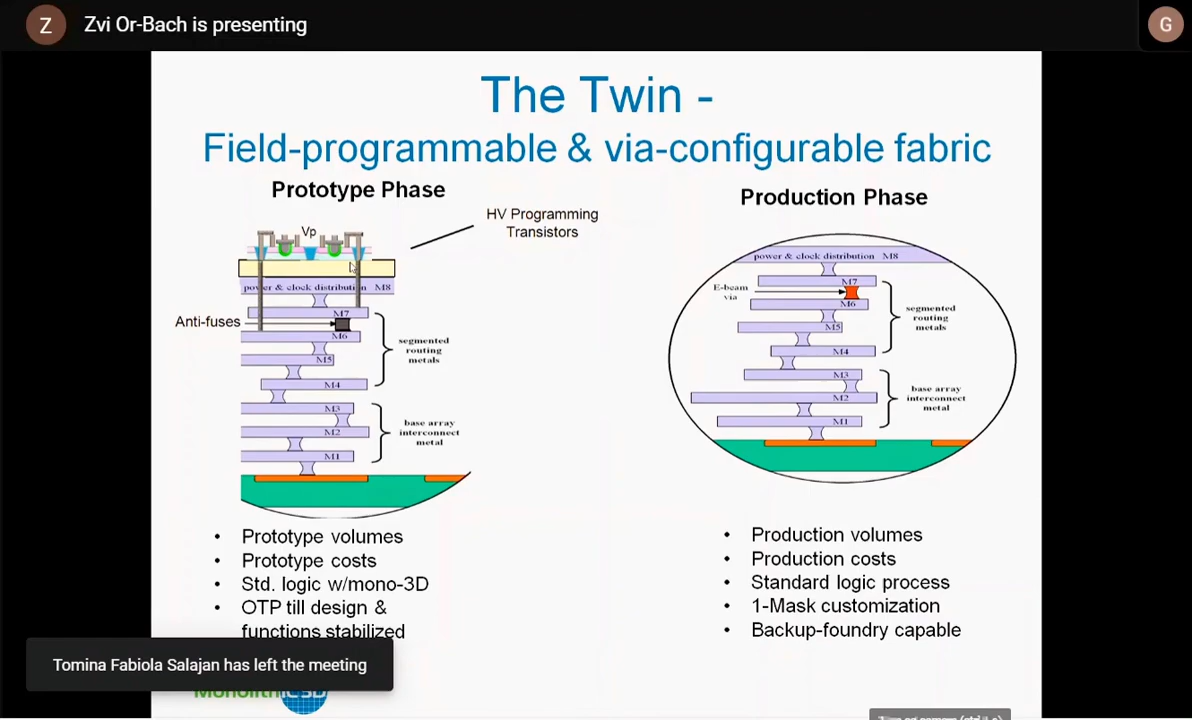 Z
Zvi Or-Bach is presenting
G
The Twin -
Field-programmable & via-configurable fabric
Prototype Phase
HV Programming
Transistors
Vp
power & clock distribution M8
M7
Anti-fuses
M6
M5
segmented
routing
metals
M4
M3
M2
base array
interconnect
metal
M1
• Prototype volumes
• Prototype costs
• Std. logic w/mono-3D
• OTP till design &
functions stabilized
Production Phase
power & clock distribution M8
M7
E-beam
via
M6
M5
segmented
routing
metals
M4
M3
M2
base array
interconnect
metal
M1
• Production volumes
• Production costs
• Standard logic process
• 1-Mask customization
• Backup-foundry capable
Tomina Fabiola Salajan has left the meeting